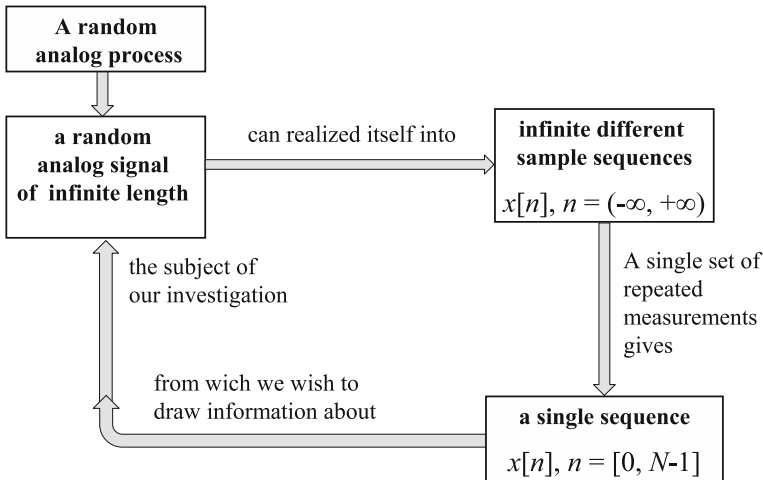 A random
analog process
a random
analog signal
of infinite length
can realized itself into
infinite different
sample sequences
x[n], n = (-∞, +∞)
A single set of
repeated
measurements
gives
a single sequence
x[n], n = [0, N-1]
from wich we wish to
draw information about
the subject of
our investigation